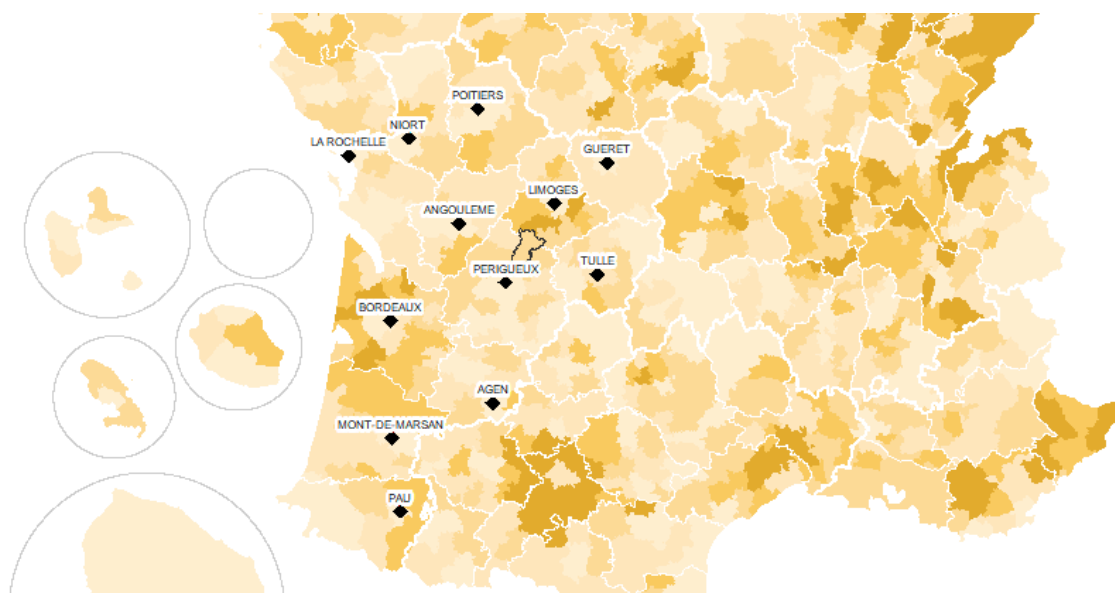 POITIERS
NIORT
LA ROCHELLE
GUERET
LIMOGES
ANGOULEME
PERIGUEUX
TULLE
BORDEAUX
AGEN
MONT-DE-MARSAN
PAU